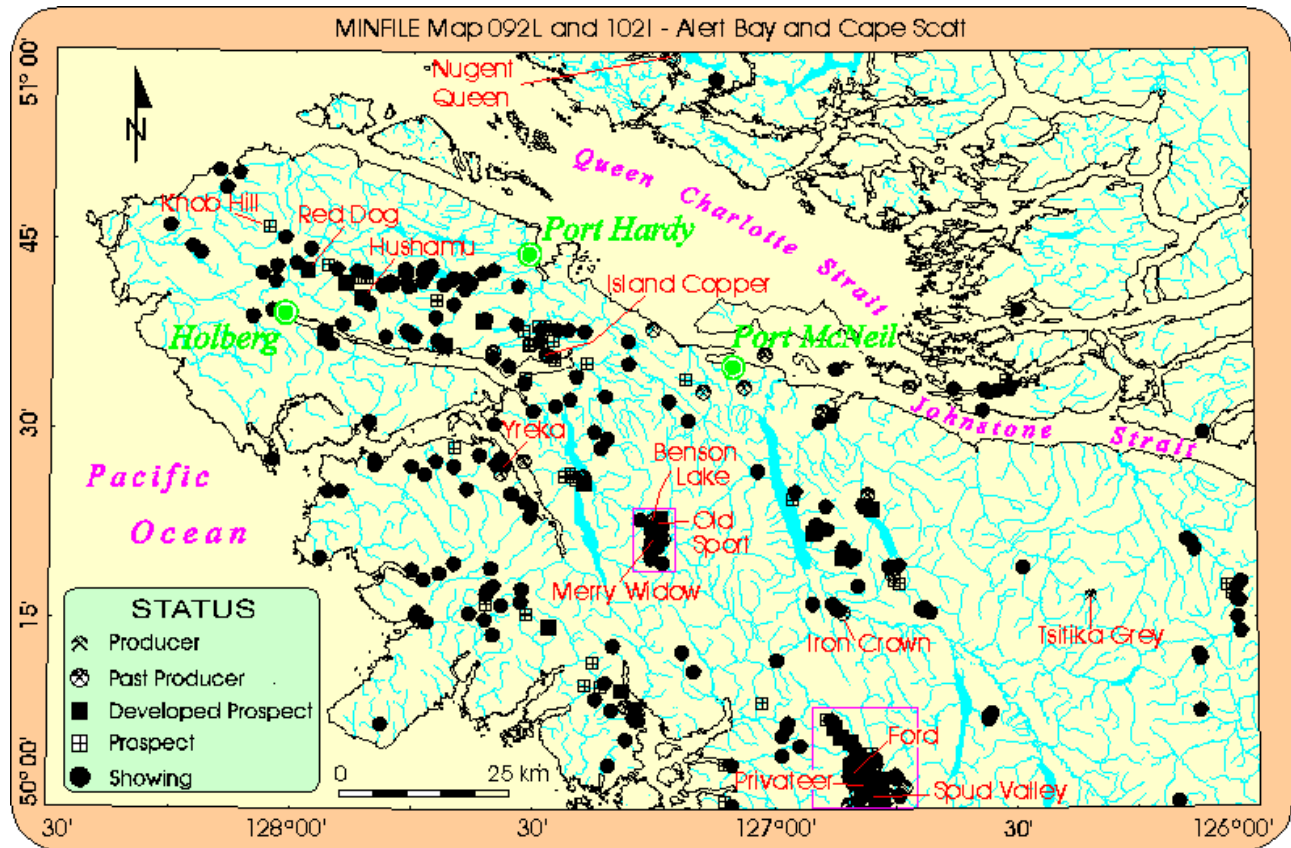 MINFILE Map 092L and 102I - Alert Bay and Cape Scott
51° 00'
Nugent
Queen
N
Queen Charlotte Strait
Knob Hill
Red Dog
Port Hardy
45'
Hushamu
Island Copper
Holberg
Port McNeil
30'
Johnstone Strait
Yreka
Benson
Lake
Pacific
Ocean
Old
Sport
Merry Widow
STATUS
Producer
Past Producer
Developed Prospect
Prospect
Showing
15'
Iron Crown
Tsitika Grey
Ford
Privateer
Spud Valley
0 25 km
50° 00'
30' 128°00' 30' 127°00' 30' 126°00'